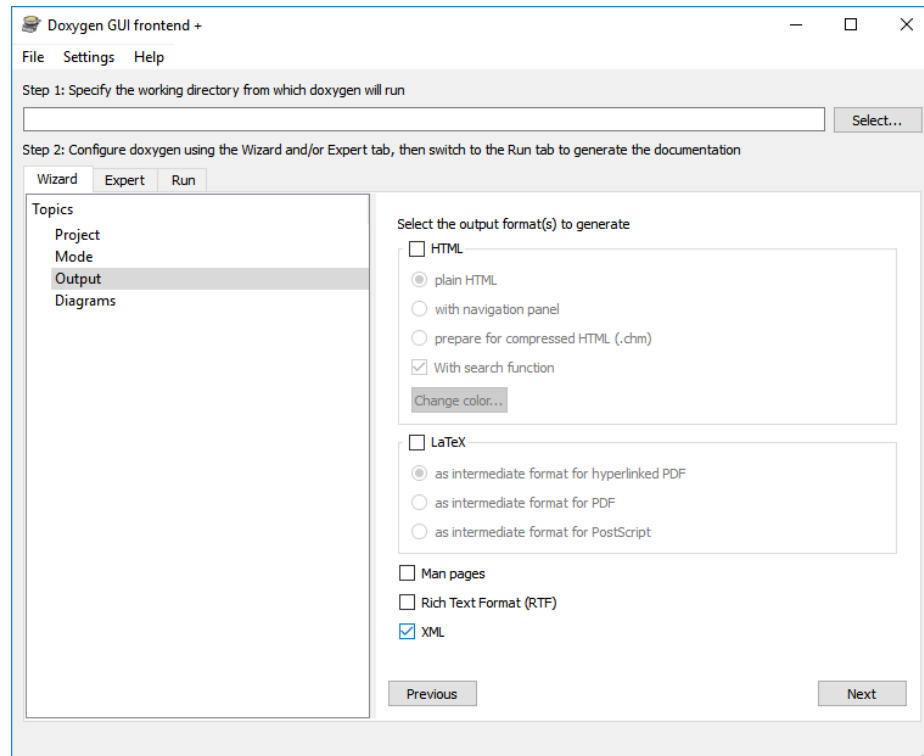 Doxygen GUI frontend +
File Settings Help
Step 1: Specify the working directory from which doxygen will run
Select...
Step 2: Configure doxygen using the Wizard and/or Expert tab, then switch to the Run tab to generate the documentation
Wizard Expert Run
Topics
Project
Mode
Output
Diagrams
Select the output format(s) to generate
HTML
plain HTML
with navigation panel
prepare for compressed HTML (.chm)
With search function
Change color...
LaTeX
as intermediate format for hyperlinked PDF
as intermediate format for PDF
as intermediate format for PostScript
Man pages
Rich Text Format (RTF)
XML
Previous Next